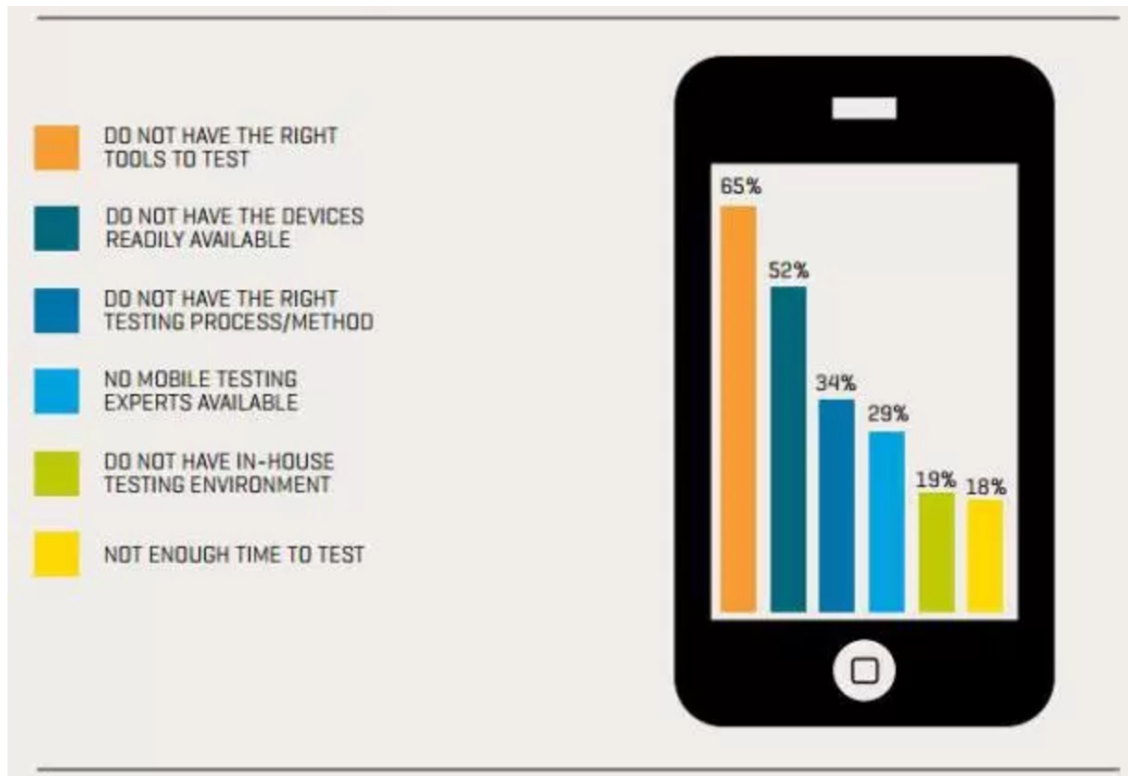 DO NOT HAVE THE RIGHT
TOOLS TO TEST
DO NOT HAVE THE DEVICES
READILY AVAILABLE
DO NOT HAVE THE RIGHT
TESTING PROCESS/METHOD
NO MOBILE TESTING
EXPERTS AVAILABLE
DO NOT HAVE IN-HOUSE
TESTING ENVIRONMENT
NOT ENOUGH TIME TO TEST
65%
52%
34%
29%
19%
18%